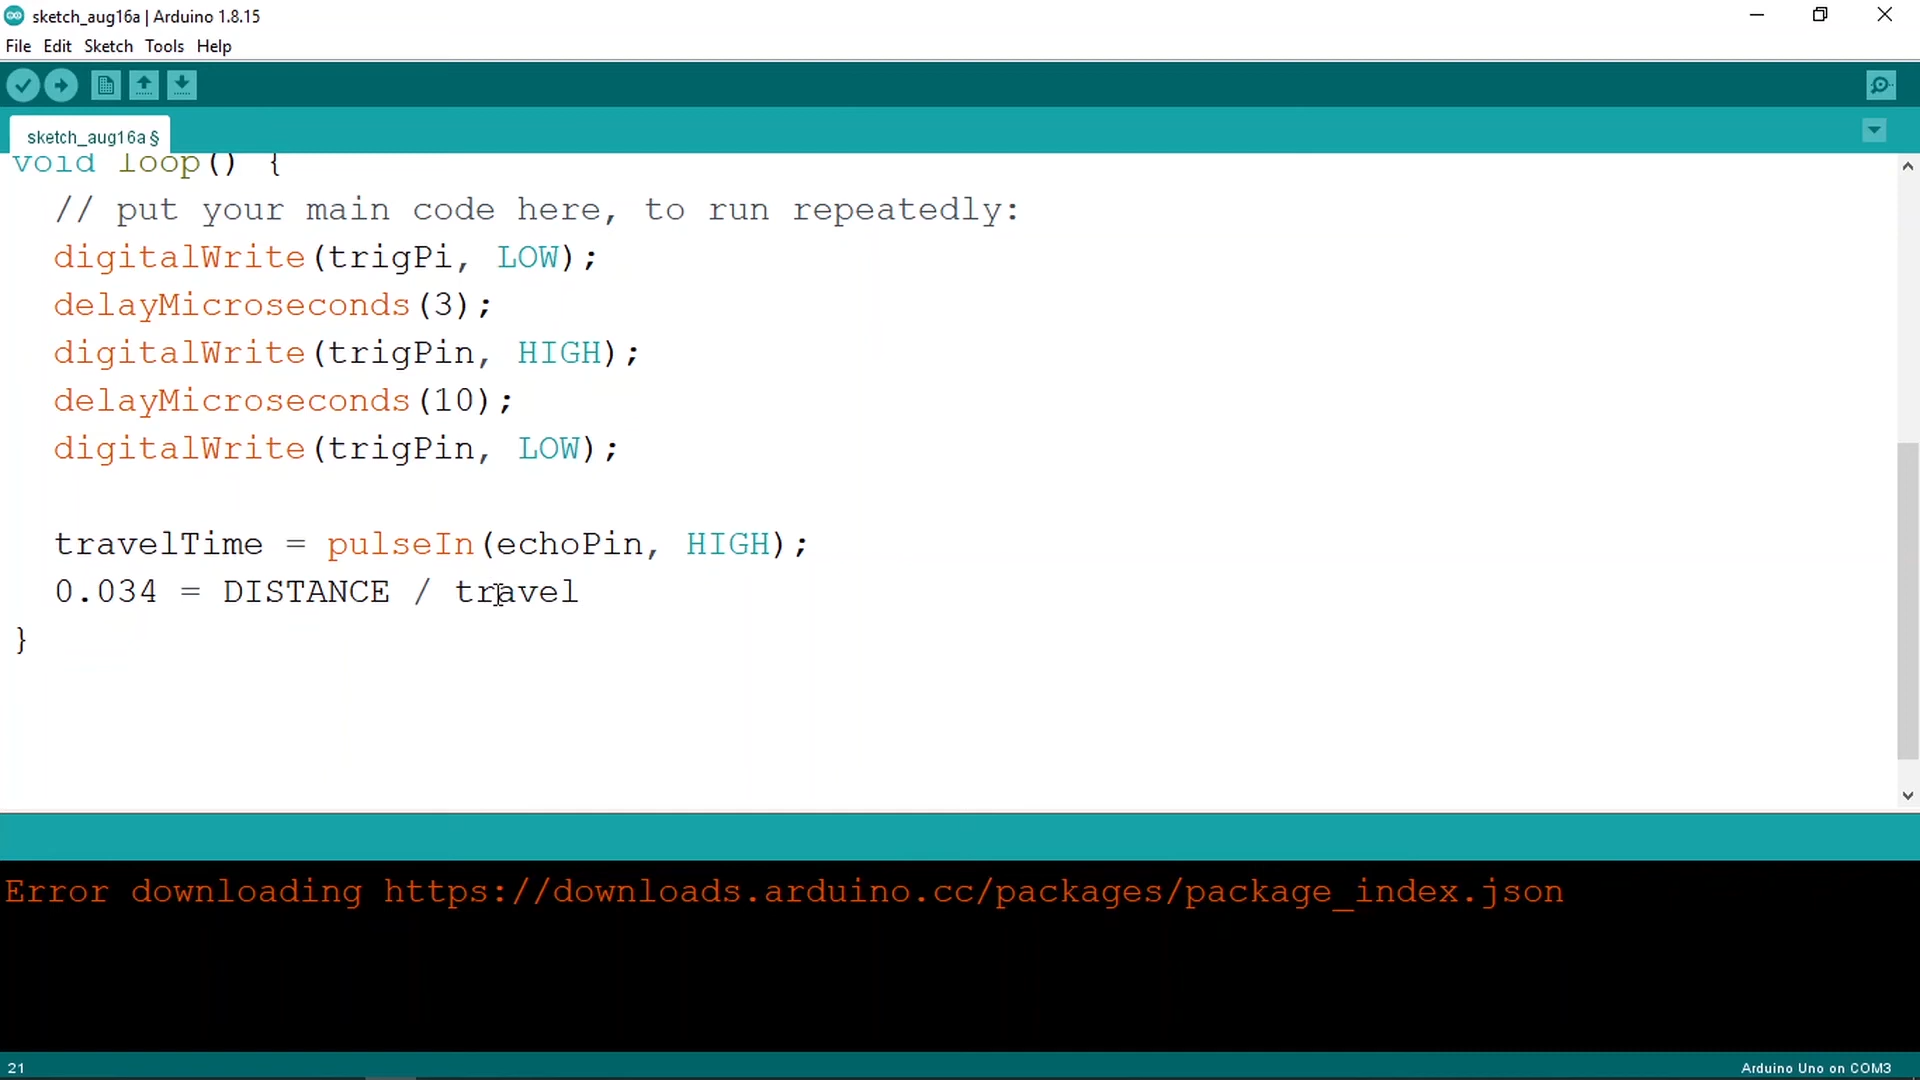 sketch_aug16a | Arduino 1.8.15
File Edit Sketch Tools Help
sketch_aug16a §
void loop() {
// put your main code here, to run repeatedly:
digitalWrite(trigPi, LOW);
delayMicroseconds(3);
digitalWrite(trigPin, HIGH);
delayMicroseconds(10);
digitalWrite(trigPin, LOW);
travelTime = pulseIn(echoPin, HIGH);
0.034 = DISTANCE / travel
}
Error downloading https://downloads.arduino.cc/packages/package_index.json
21
Arduino Uno on COM3